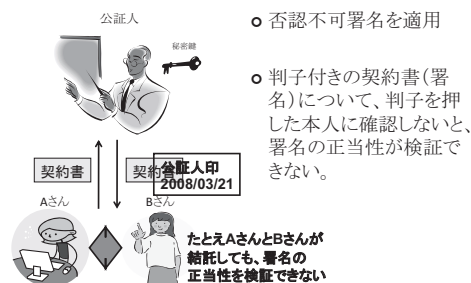 公証人
秘密鍵
契約書
契約書
公証人印
2008/03/21
Aさん
Bさん
たとえAさんとBさんが
結託しても、署名の
正当性を検証できない
否認不可署名を適用
判子付きの契約書(署
名)について、判子を押
した本人に確認しないと、
署名の正当性が検証で
きない。